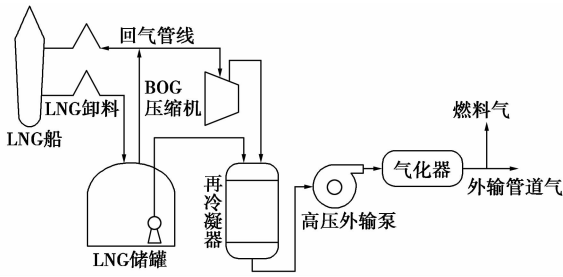 回气管线
BOG
压缩机
LNG卸料
LNG船
燃料气
气化器
外输管道气
再冷凝器
高压外输泵
LNG储罐